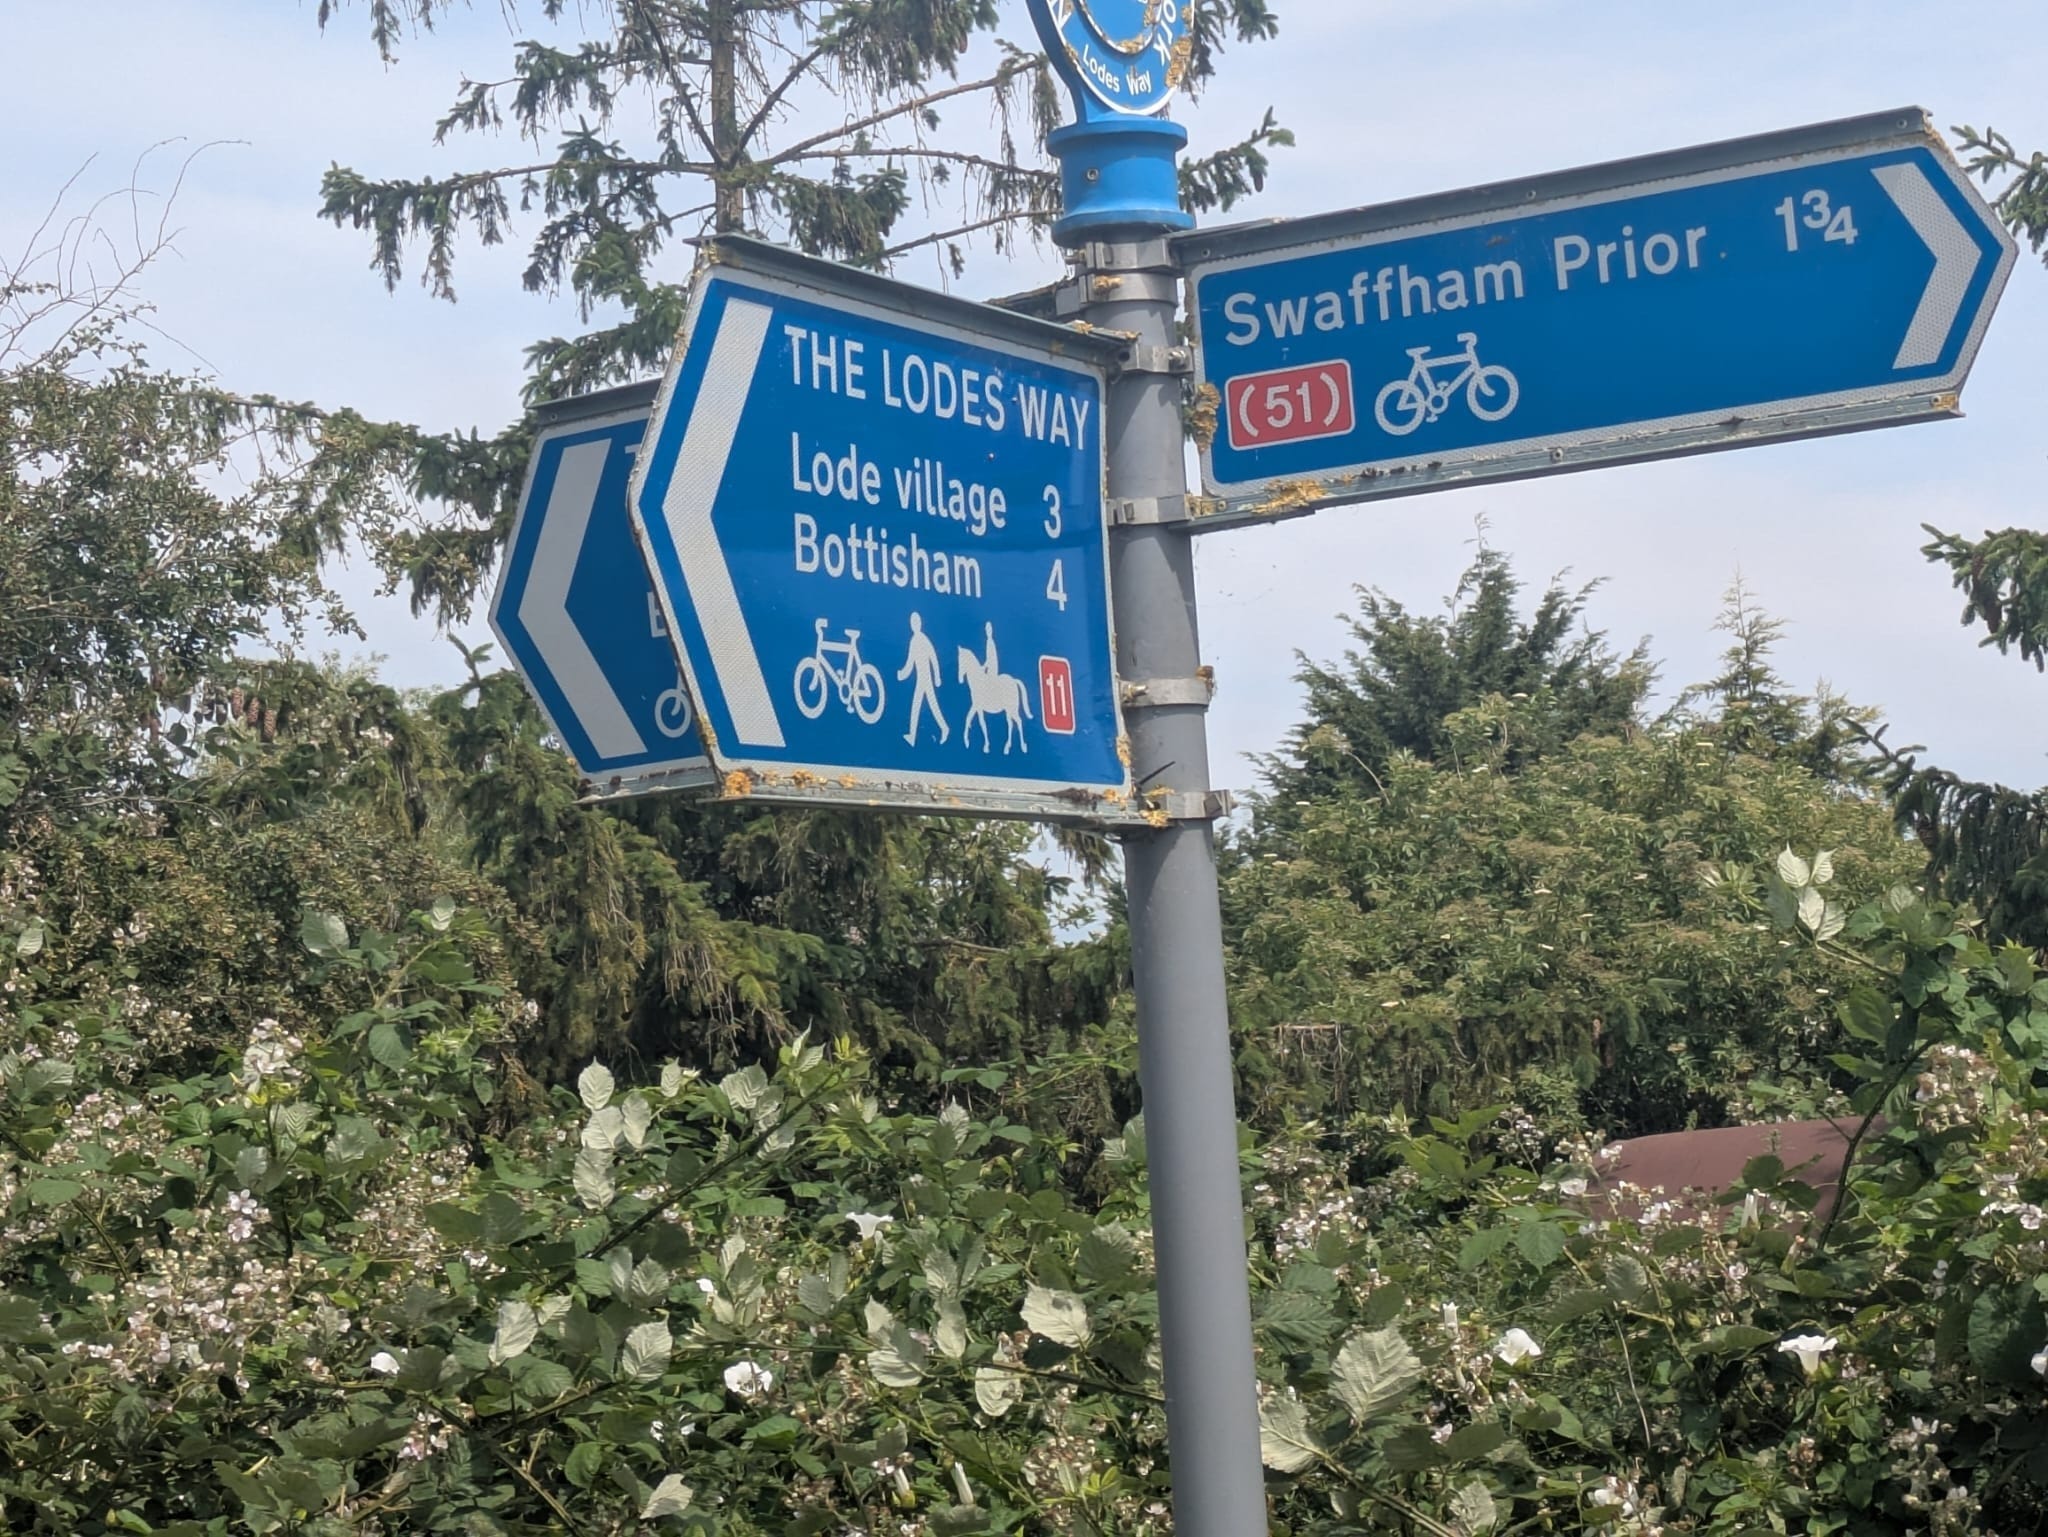 Lodes Way
Swaffham Prior 1¾
(51)
THE LODES WAY
Lode village 3
Bottisham 4
11